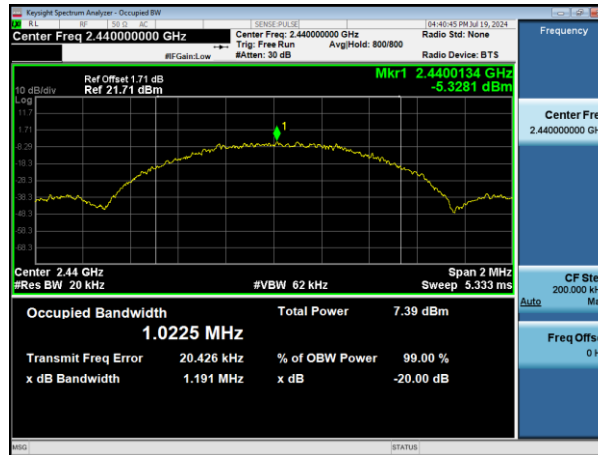 Keysight Spectrum Analyzer - Occupied BW
RL RF 50 Ω AC SENSE:PULSE 04:40:45 PM Jul 19, 2024
Center Freq 2.440000000 GHz Center Freq: 2.440000000 GHz Radio Std: None
Trig: Free Run Avg|Hold: 800/800
#IFGain:Low #Atten: 30 dB Radio Device: BTS
Frequency
Ref Offset 1.71 dB Mkr1 2.4400134 GHz
10 dB/div Ref 21.71 dBm -5.3281 dBm
Log
11.7
1.71
-8.29
-18.3
-28.3
-38.3
-48.3
-58.3
-68.3
1
Center Fre
2.440000000 GH
Center 2.44 GHz Span 2 MHz
#Res BW 20 kHz #VBW 62 kHz Sweep 5.333 ms
CF Ste
200.000 kH
Auto Ma
Occupied Bandwidth Total Power 7.39 dBm
1.0225 MHz
Transmit Freq Error 20.426 kHz % of OBW Power 99.00 %
x dB Bandwidth 1.191 MHz x dB -20.00 dB
Freq Offs
0 H
MSG STATUS